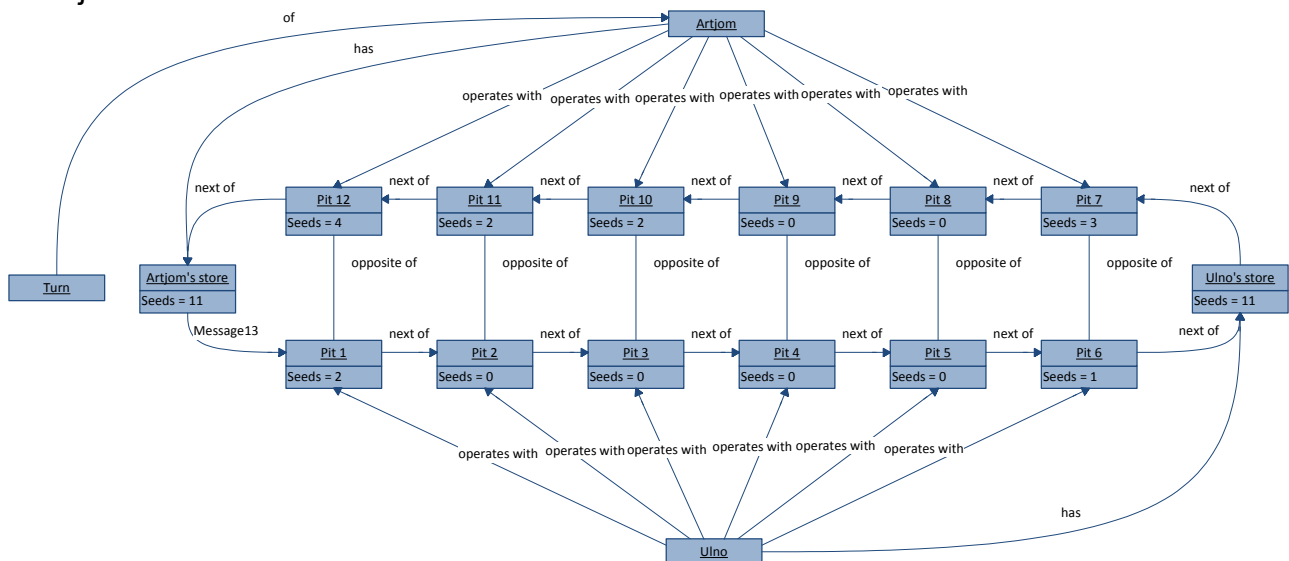 of
Artjom
has
operates with operates with operates with operates with operates with operates with
next of next of next of next of next of next of next of
Pit 12 Pit 11 Pit 10 Pit 9 Pit 8 Pit 7
Seeds = 4 Seeds = 2 Seeds = 2 Seeds = 0 Seeds = 0 Seeds = 3
opposite of opposite of opposite of opposite of opposite of opposite of
Turn Artjom's store Ulno's store
Seeds = 11 Seeds = 11
Message13 next of next of next of next of next of next of
Pit 1 Pit 2 Pit 3 Pit 4 Pit 5 Pit 6
Seeds = 2 Seeds = 0 Seeds = 0 Seeds = 0 Seeds = 0 Seeds = 1
operates with operates with operates with operates with operates with operates with
has
Ulno